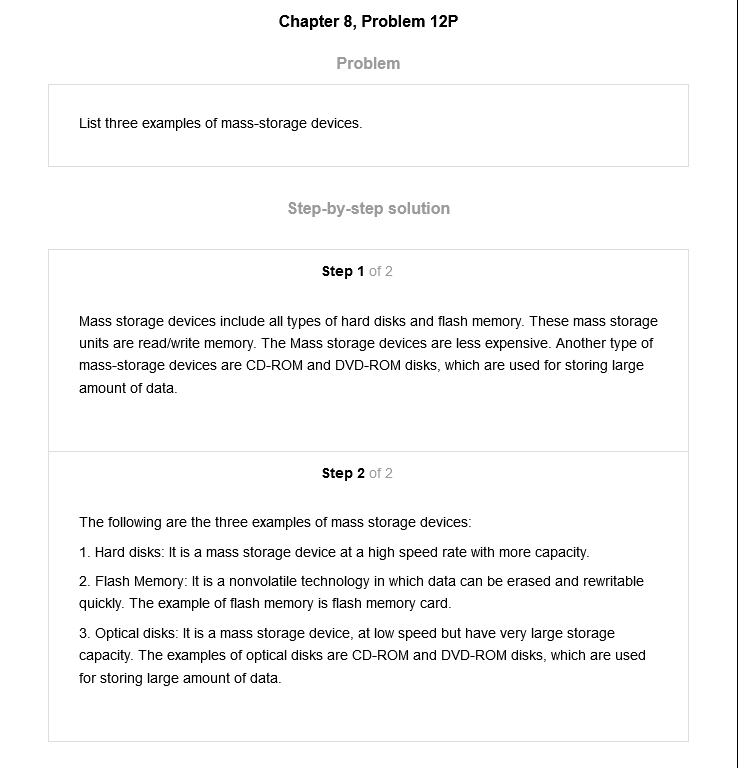 Chapter 8, Problem 12P
Problem
List three examples of mass-storage devices.
Step-by-step solution
Step 1 of 2
Mass storage devices include all types of hard disks and flash memory. These mass storage
units are read/write memory. The Mass storage devices are less expensive. Another type of
mass-storage devices are CD-ROM and DVD-ROM disks, which are used for storing large
amount of data.
Step 2 of 2
The following are the three examples of mass storage devices:
1. Hard disks: It is a mass storage device at a high speed rate with more capacity.
2. Flash Memory: It is a nonvolatile technology in which data can be erased and rewritable
quickly. The example of flash memory is flash memory card.
3. Optical disks: It is a mass storage device, at low speed but have very large storage
capacity. The examples of optical disks are CD-ROM and DVD-ROM disks, which are used
for storing large amount of data.